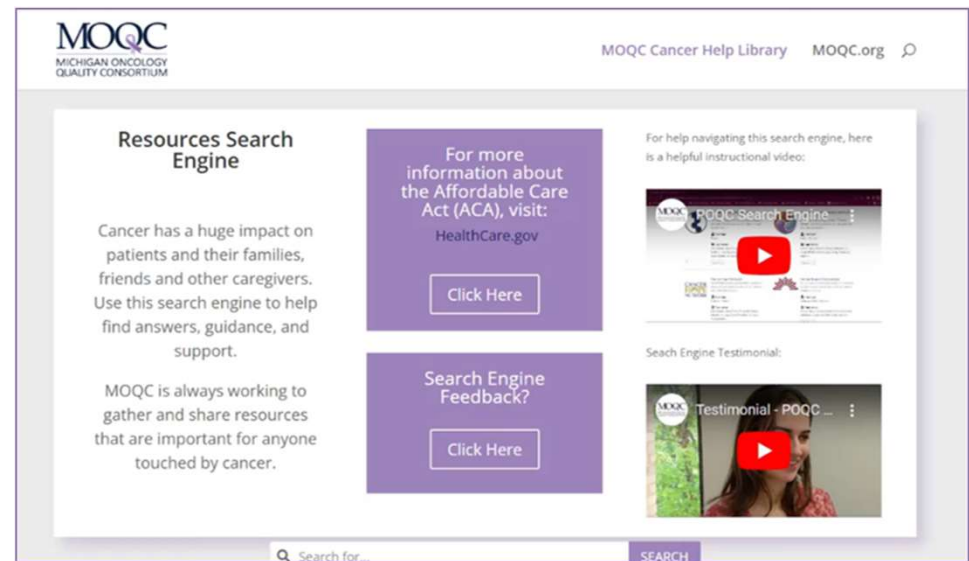 MOQC
MICHIGAN ONCOLOGY
QUALITY CONSORTIUM
MOQC Cancer Help Library
MOQC.org
Resources Search
Engine
Cancer has a huge impact on
patients and their families,
friends and other caregivers.
Use this search engine to help
find answers, guidance, and
support.
MOQC is always working to
gather and share resources
that are important for anyone
touched by cancer.
For more
information about
the Affordable Care
Act (ACA), visit:
HealthCare.gov
Click Here
Search Engine
Feedback?
Click Here
For help navigating this search engine, here
is a helpful instructional video:
MOQC
POQC Search Engine
Seach Engine Testimonial:
MOQC
Testimonial - POQC ...
Search for...
SEARCH